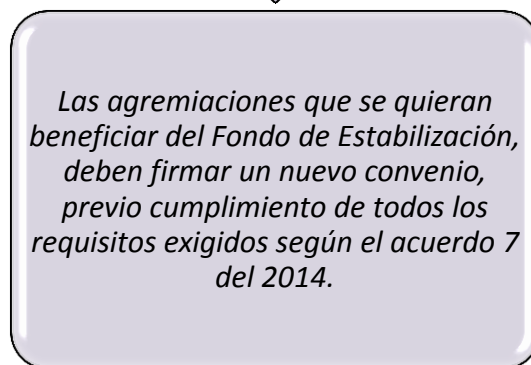 Las agremiaciones que se quieran
beneficiar del Fondo de Estabilización,
deben firmar un nuevo convenio,
previo cumplimiento de todos los
requisitos exigidos según el acuerdo 7
del 2014.